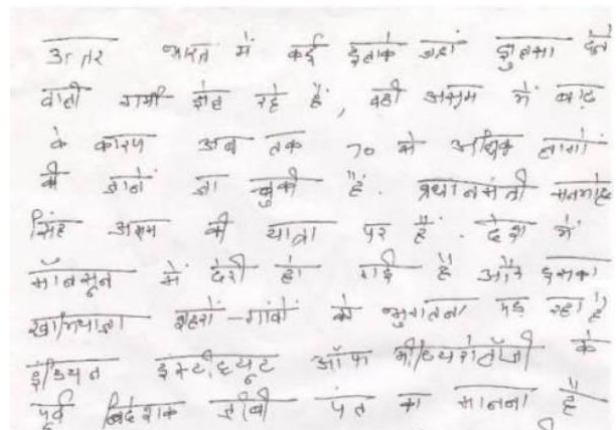 उत्तर भारत में कई इलाके जहां झुलसा देने
वाली गर्मी झेल रहे हैं, वहीं असम में बाढ़
के कारण अब तक 70 से अधिक लोगों
की जानें जा चुकी हैं. प्रधानमंत्री मनमोहन
सिंह असम की यात्रा पर हैं. देश में
मॉनसून में देरी हो गई है और इसका
खामियाजा शहरों-गांवों को भुगतना पड़ रहा है
इंडियन इंस्टीट्यूट ऑफ मीट्यरोलॉजी के
पूर्व निदेशक जीबी पंत का मानना है